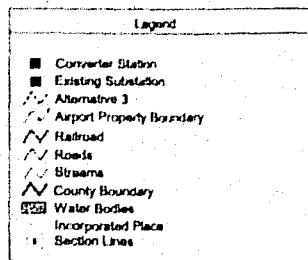 Legend
Converter Station
Existing Substation
Alternative 3
Airport Property Boundary
Railroad
Roads
Streams
County Boundary
Water Bodies
Incorporated Place
Section Lines